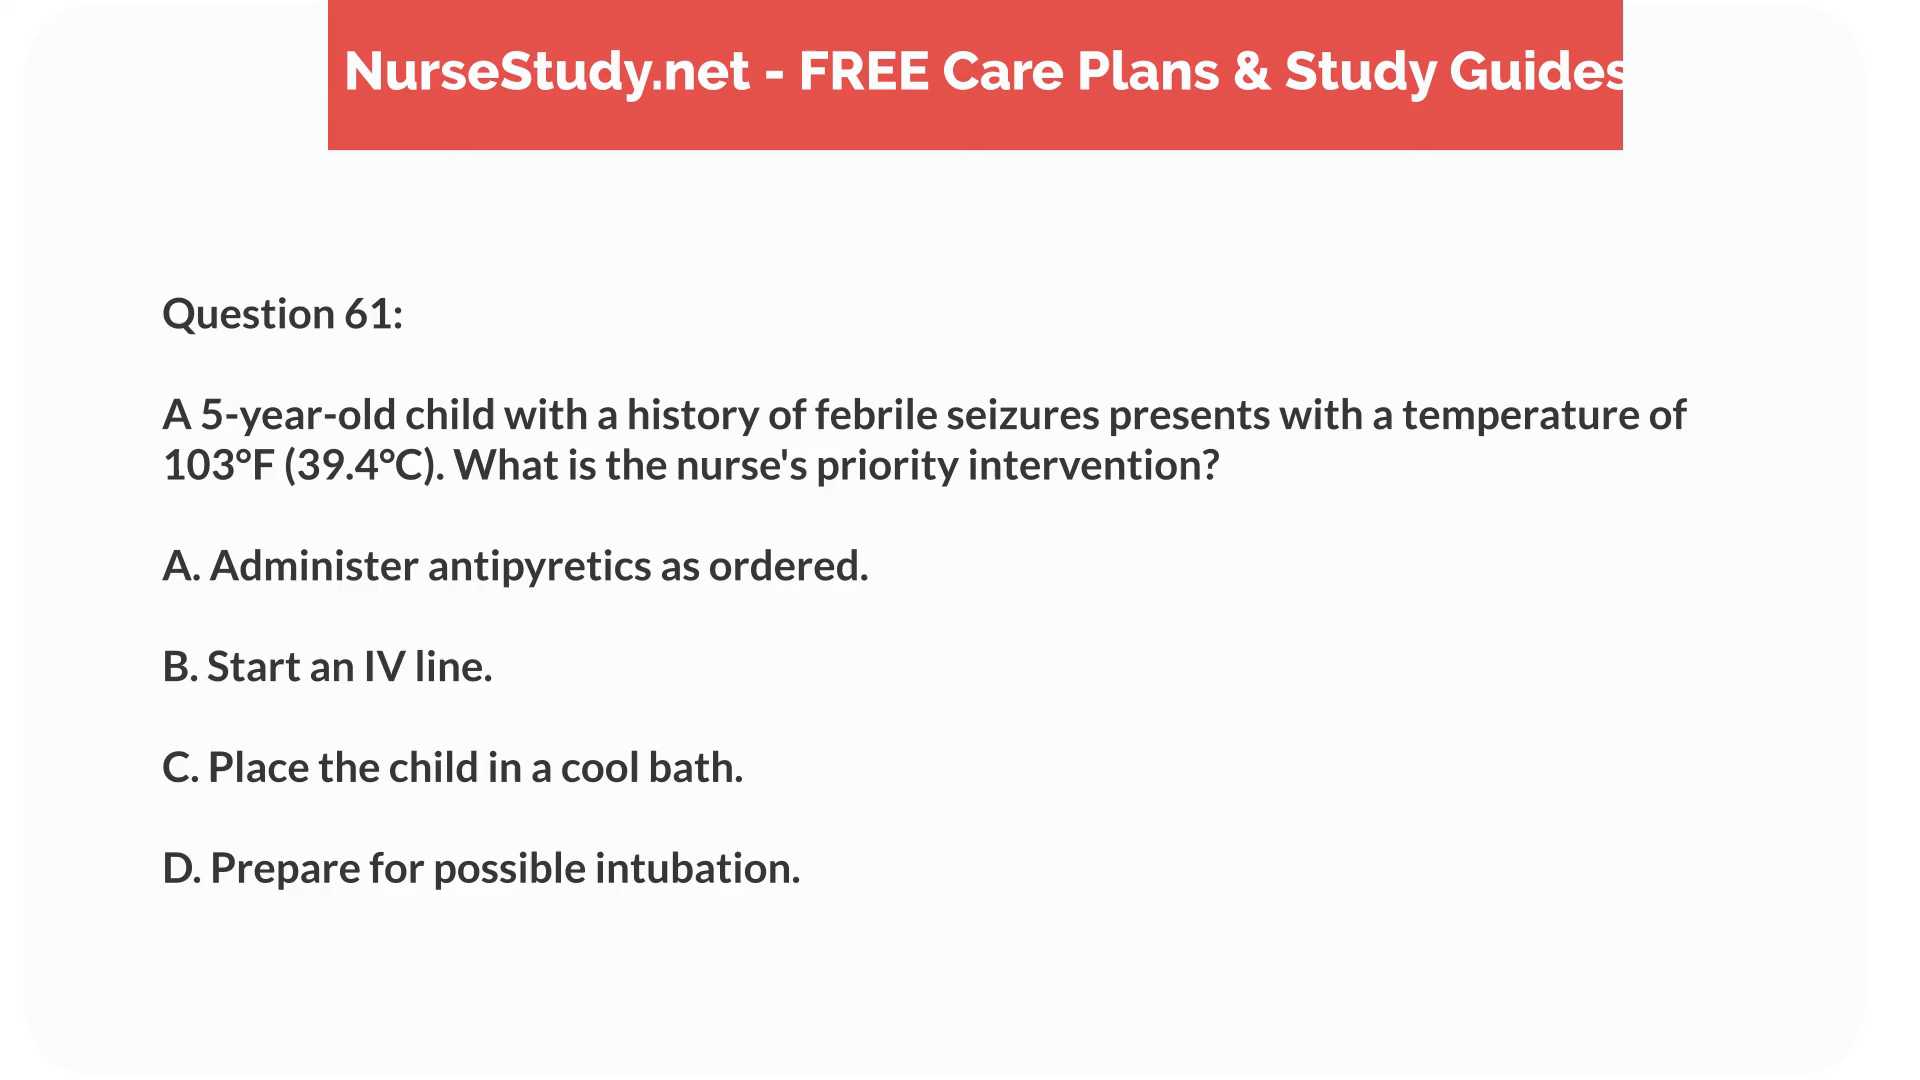 NurseStudy.net - FREE Care Plans & Study Guides
Question 61:
A 5-year-old child with a history of febrile seizures presents with a temperature of
103°F (39.4°C). What is the nurse's priority intervention?
A. Administer antipyretics as ordered.
B. Start an IV line.
C. Place the child in a cool bath.
D. Prepare for possible intubation.